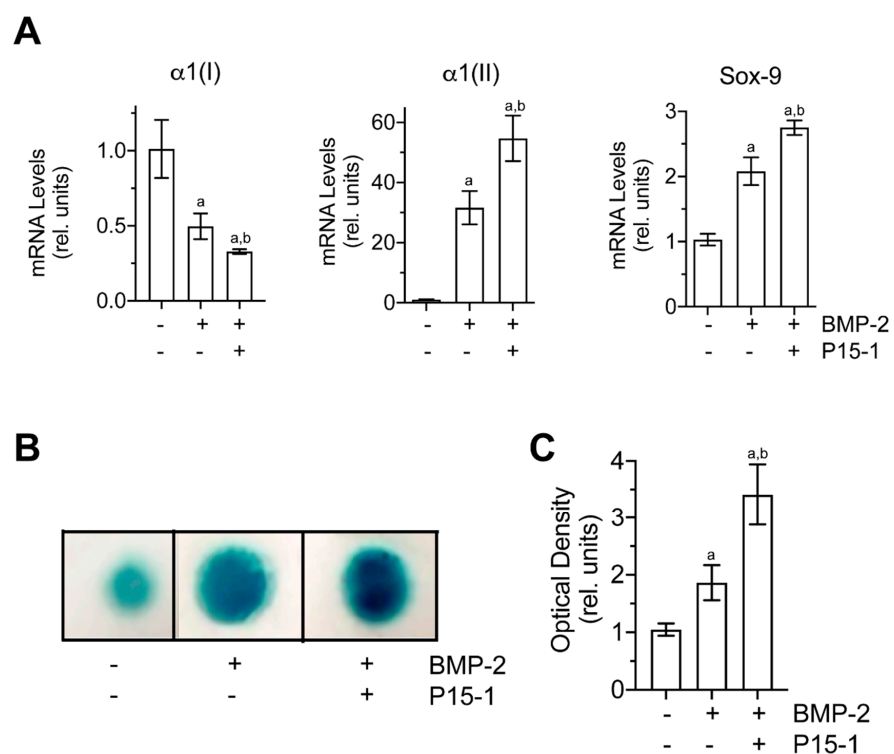 A
α1(I)
mRNA Levels
(rel. units)
1.0
0.5
0.0
a
a,b
- + +
- - +
α1(II)
mRNA Levels
(rel. units)
60
40
20
0
a
a,b
- + +
- - +
Sox-9
mRNA Levels
(rel. units)
3
2
1
0
a
a,b
- + + BMP-2
- - + P15-1
B
- + + BMP-2
- - + P15-1
C
Optical Density
(rel. units)
4
3
2
1
0
a
a,b
- + + BMP-2
- - + P15-1